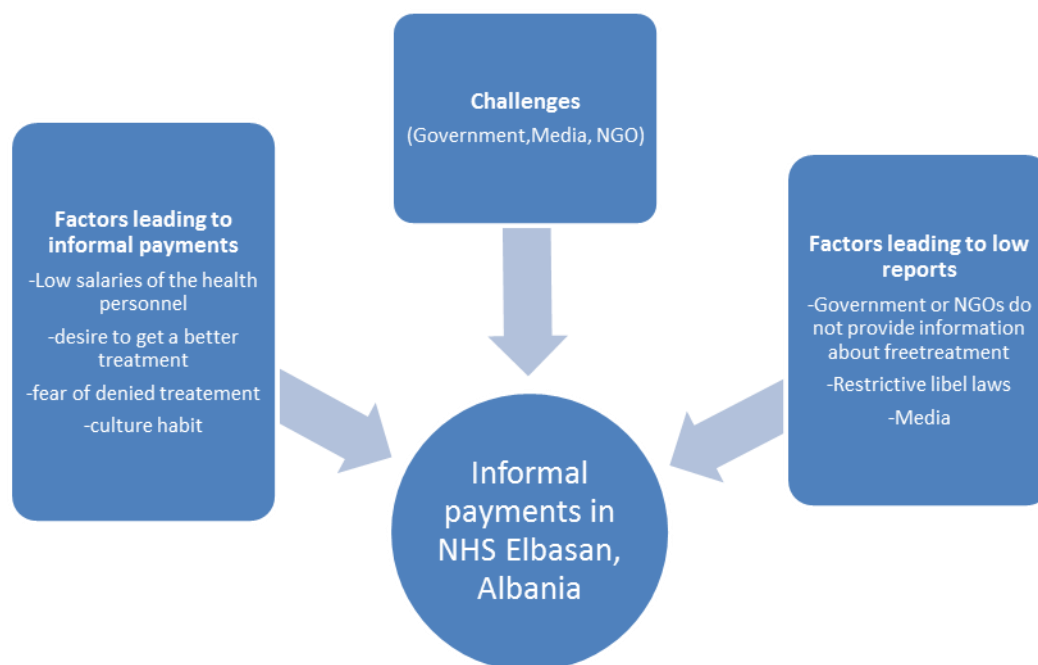 Challenges
(Government,Media, NGO)
Factors leading to
informal payments
-Low salaries of the health
personnel
-desire to get a better
treatment
-fear of denied treatement
-culture habit
Factors leading to low
reports
-Government or NGOs do
not provide information
about freetreatment
-Restrictive libel laws
-Media
Informal
payments in
NHS Elbasan,
Albania